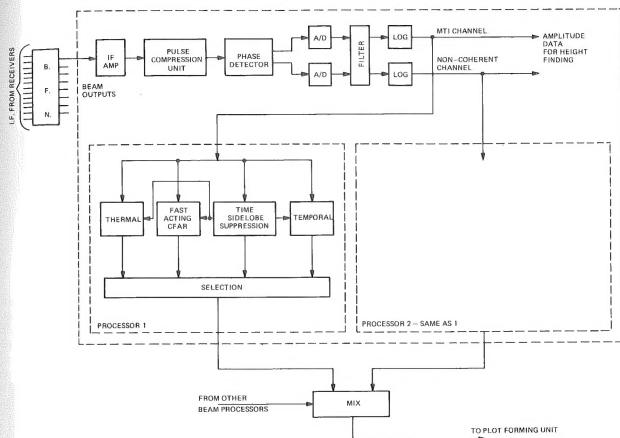 I.F. FROM RECEIVERS
B.
F.
N.
BEAM
OUTPUTS
IF
AMP
PULSE
COMPRESSION
UNIT
PHASE
DETECTOR
A/D
A/D
FILTER
LOG
LOG
MTI CHANNEL
NON-COHERENT
CHANNEL
AMPLITUDE
DATA
FOR HEIGHT
FINDING
THERMAL
FAST
ACTING
CFAR
TIME
SIDELOBE
SUPPRESSION
TEMPORAL
SELECTION
PROCESSOR 1
PROCESSOR 2 – SAME AS 1
FROM OTHER
BEAM PROCESSORS
MIX
TO PLOT FORMING UNIT